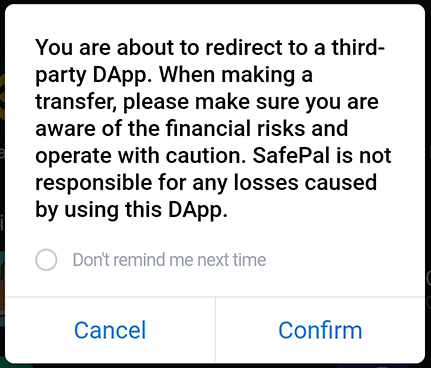 You are about to redirect to a third-
party DApp. When making a
transfer, please make sure you are
aware of the financial risks and
operate with caution. SafePal is not
responsible for any losses caused
by using this DApp.
Don't remind me next time
Cancel
Confirm